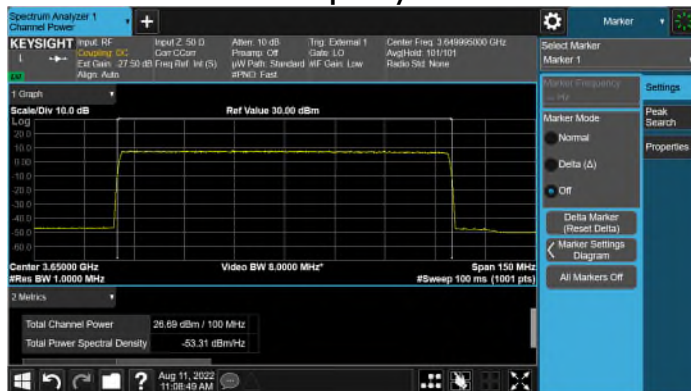 Spectrum Analyzer 1
Channel Power
Marker
KEYSIGHT Input: RF Input Z: 50 Ω Atten: 10 dB Trig: External 1 Center Freq: 3.649995000 GHz
Coupling: DC Corr CCorr Preamp: Off Gate: LO Avg|Hold: 101/101
Ext Gain: -27.50 dB Freq Ref: Int (S) µW Path: Standard #IF Gain: Low Radio Std: None
Align: Auto #PNO: Fast
Select Marker
Marker 1
Marker Frequency
Settings
Peak
Search
Properties
Marker Mode
Normal
Delta (Δ)
Off
Delta Marker
(Reset Delta)
Marker Settings
Diagram
All Markers Off
1 Graph
Scale/Div 10.0 dB Ref Value 30.00 dBm
Log
20.0
10.0
0.00
-10.0
-20.0
-30.0
-40.0
-50.0
-60.0
Center 3.65000 GHz Video BW 8.0000 MHz* Span 150 MHz
#Res BW 1.0000 MHz #Sweep 100 ms (1001 pts)
2 Metrics
Total Channel Power 26.69 dBm / 100 MHz
Total Power Spectral Density -53.31 dBm/Hz
Aug 11, 2022
11:08:49 AM